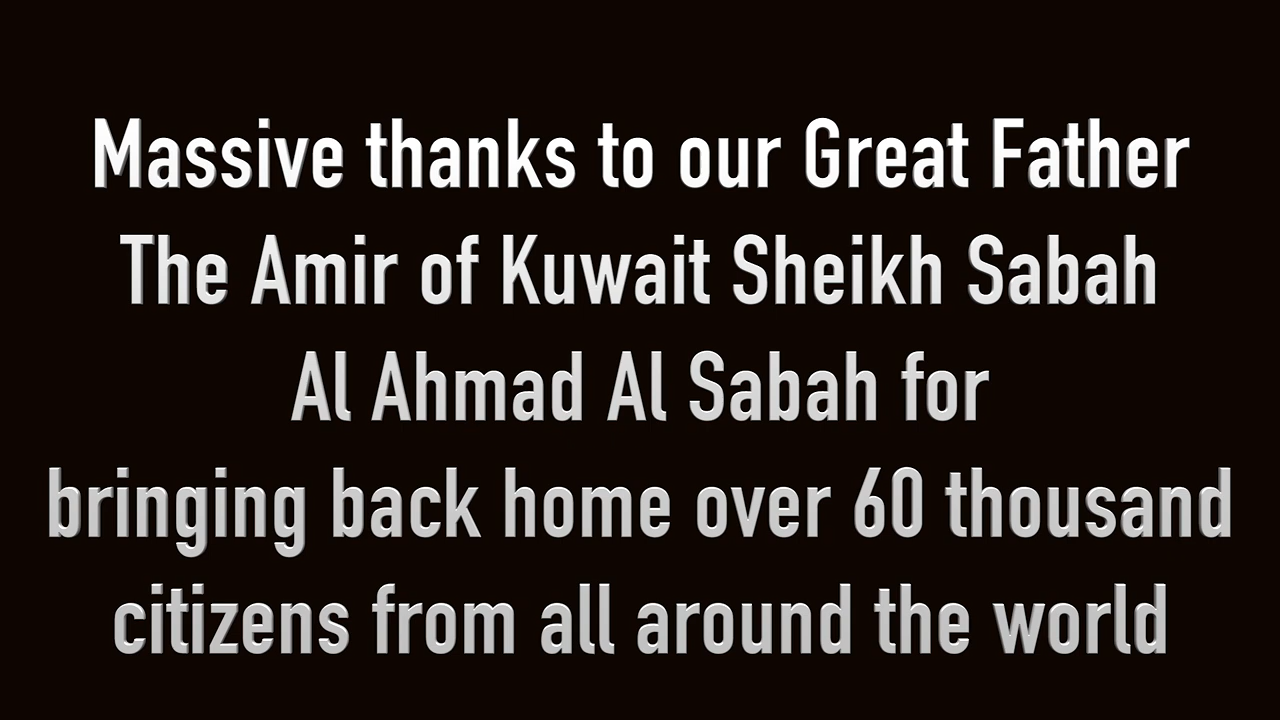 Massive thanks to our Great Father
The Amir of Kuwait Sheikh Sabah
Al Ahmad Al Sabah for
bringing back home over 60 thousand
citizens from all around the world